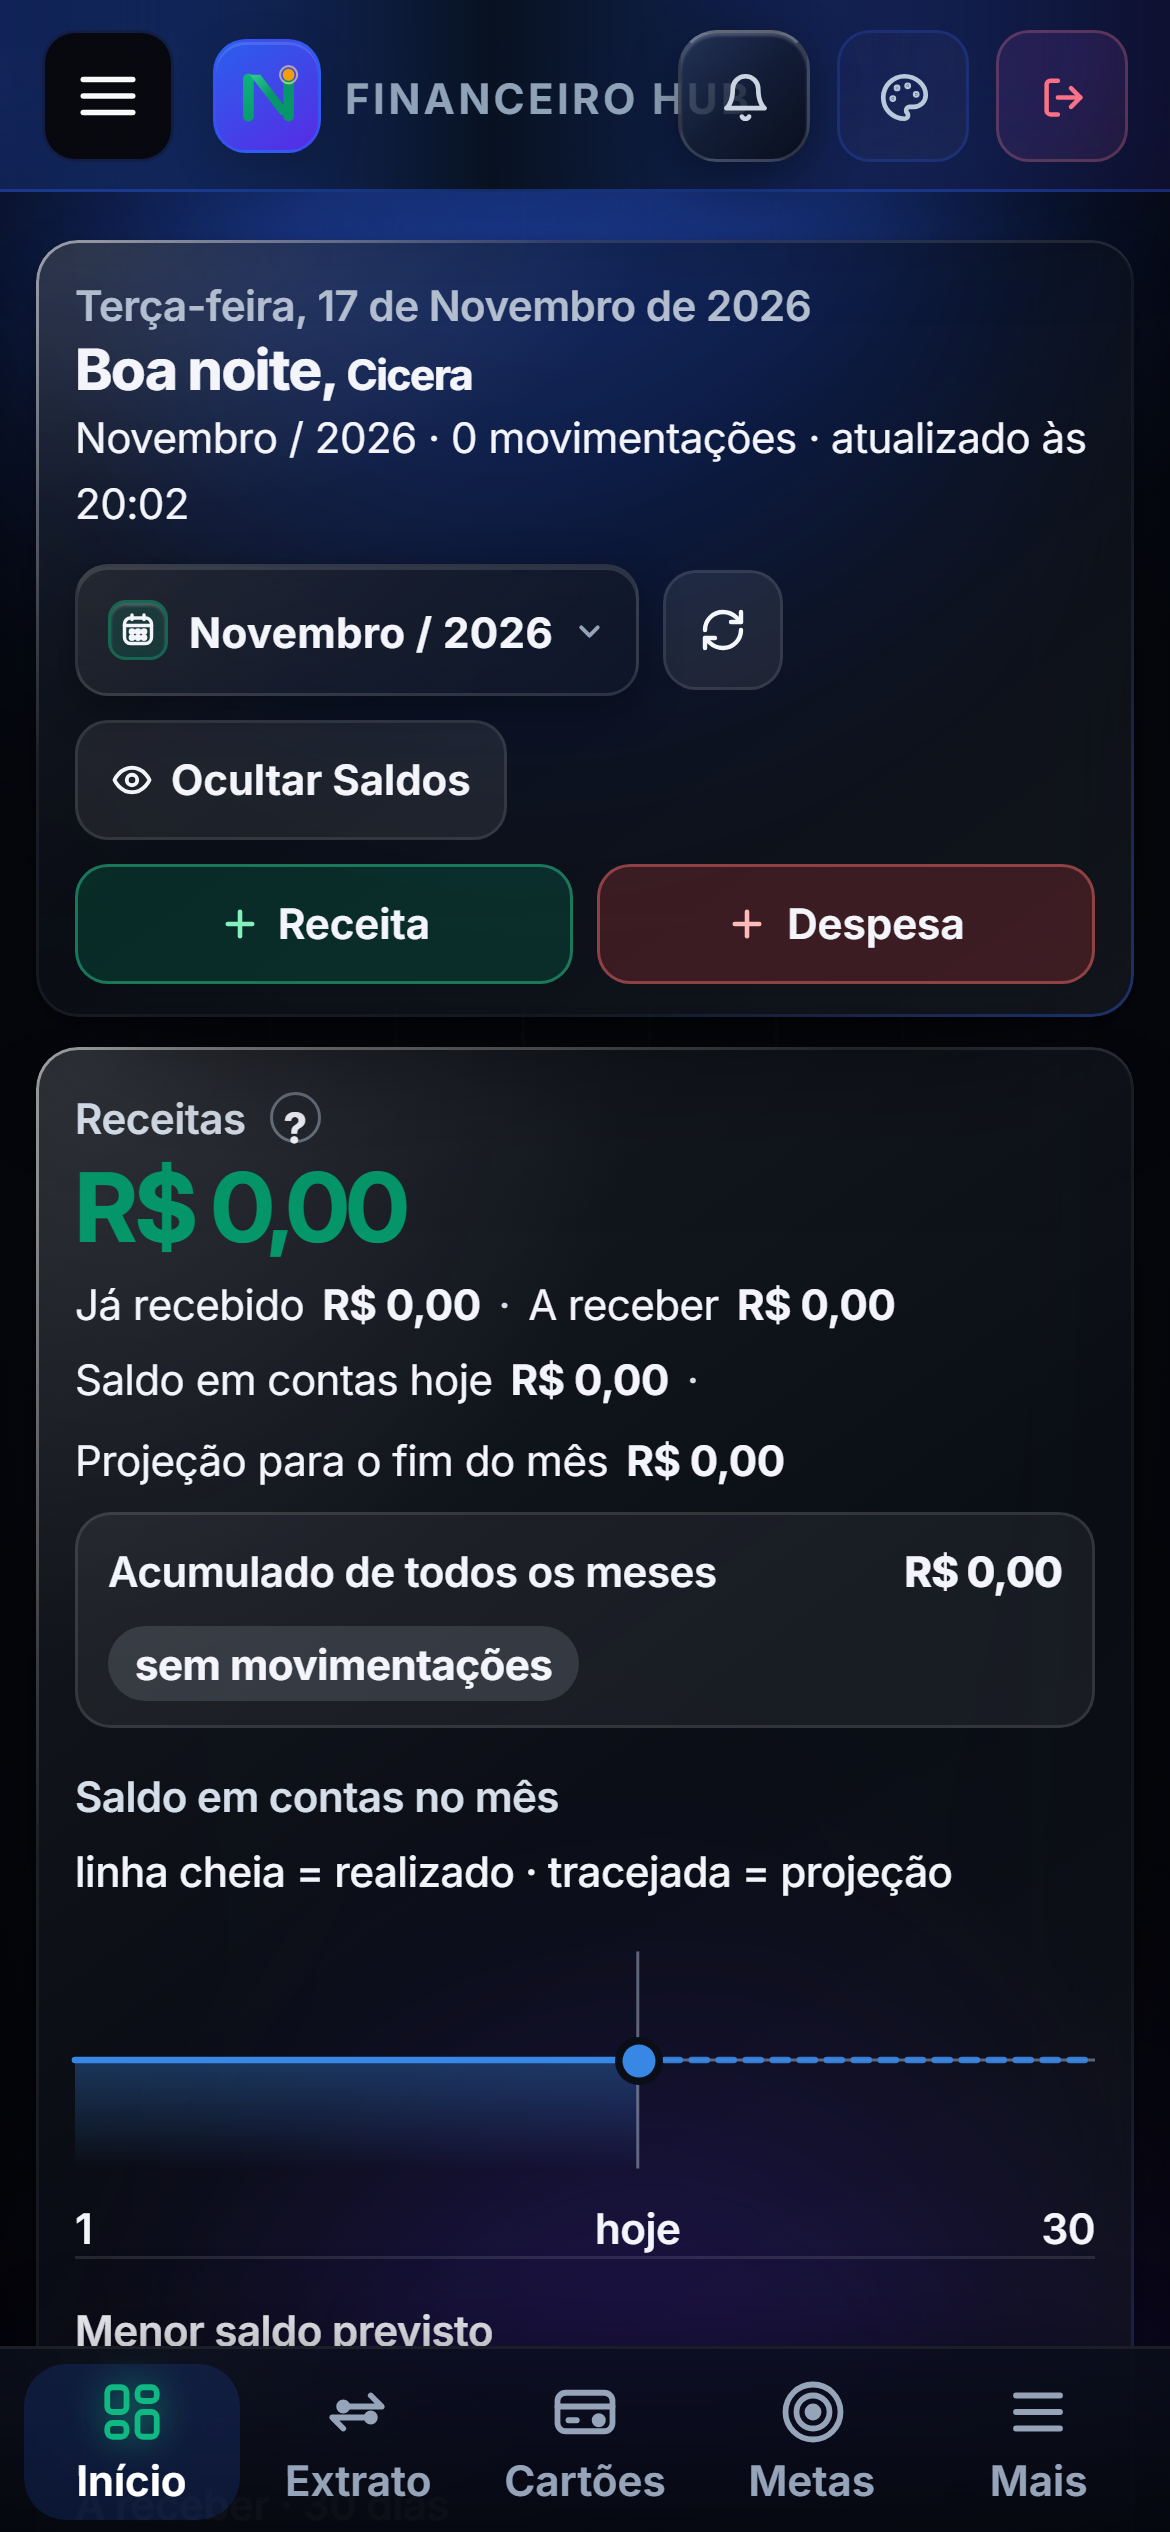 FINANCEIRO HUB
Terça-feira, 17 de Novembro de 2026
Boa noite, Cicera
Novembro / 2026 · 0 movimentações · atualizado às
20:02
Novembro / 2026
Ocultar Saldos
+ Receita
+ Despesa
Receitas ?
R$ 0,00
Já recebido R$ 0,00 · A receber R$ 0,00
Saldo em contas hoje R$ 0,00 ·
Projeção para o fim do mês R$ 0,00
Acumulado de todos os meses R$ 0,00
sem movimentações
Saldo em contas no mês
linha cheia = realizado · tracejada = projeção
1 hoje 30
Menor saldo previsto
A receber · 30 dias
Início Extrato Cartões Metas Mais